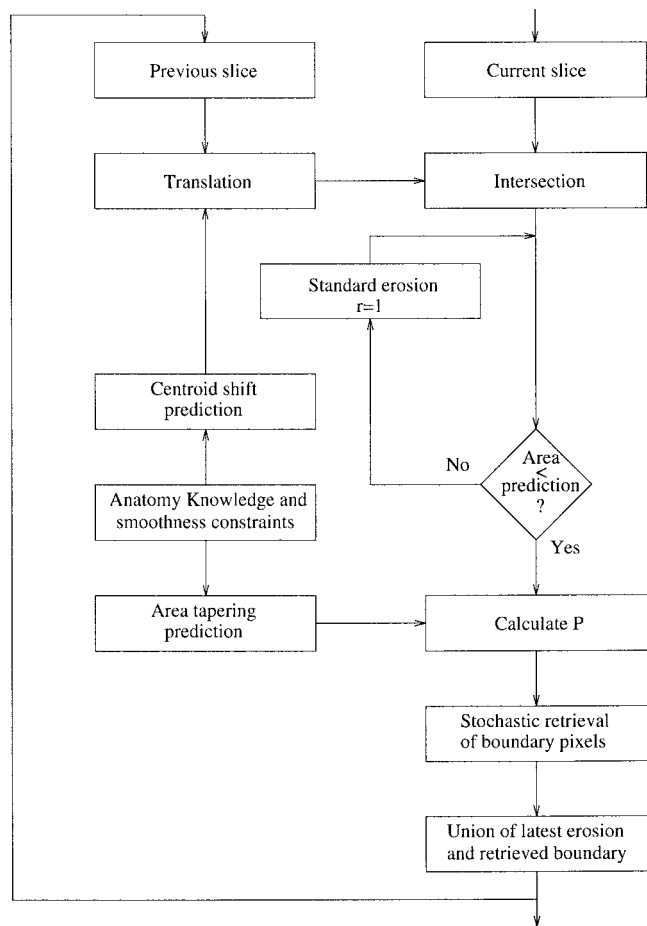 Previous slice
Current slice
Translation
Intersection
Standard erosion
r=1
Centroid shift
prediction
Area
<
prediction
?
No
Anatomy Knowledge and
smoothness constraints
Yes
Area tapering
prediction
Calculate P
Stochastic retrieval
of boundary pixels
Union of latest erosion
and retrieved boundary